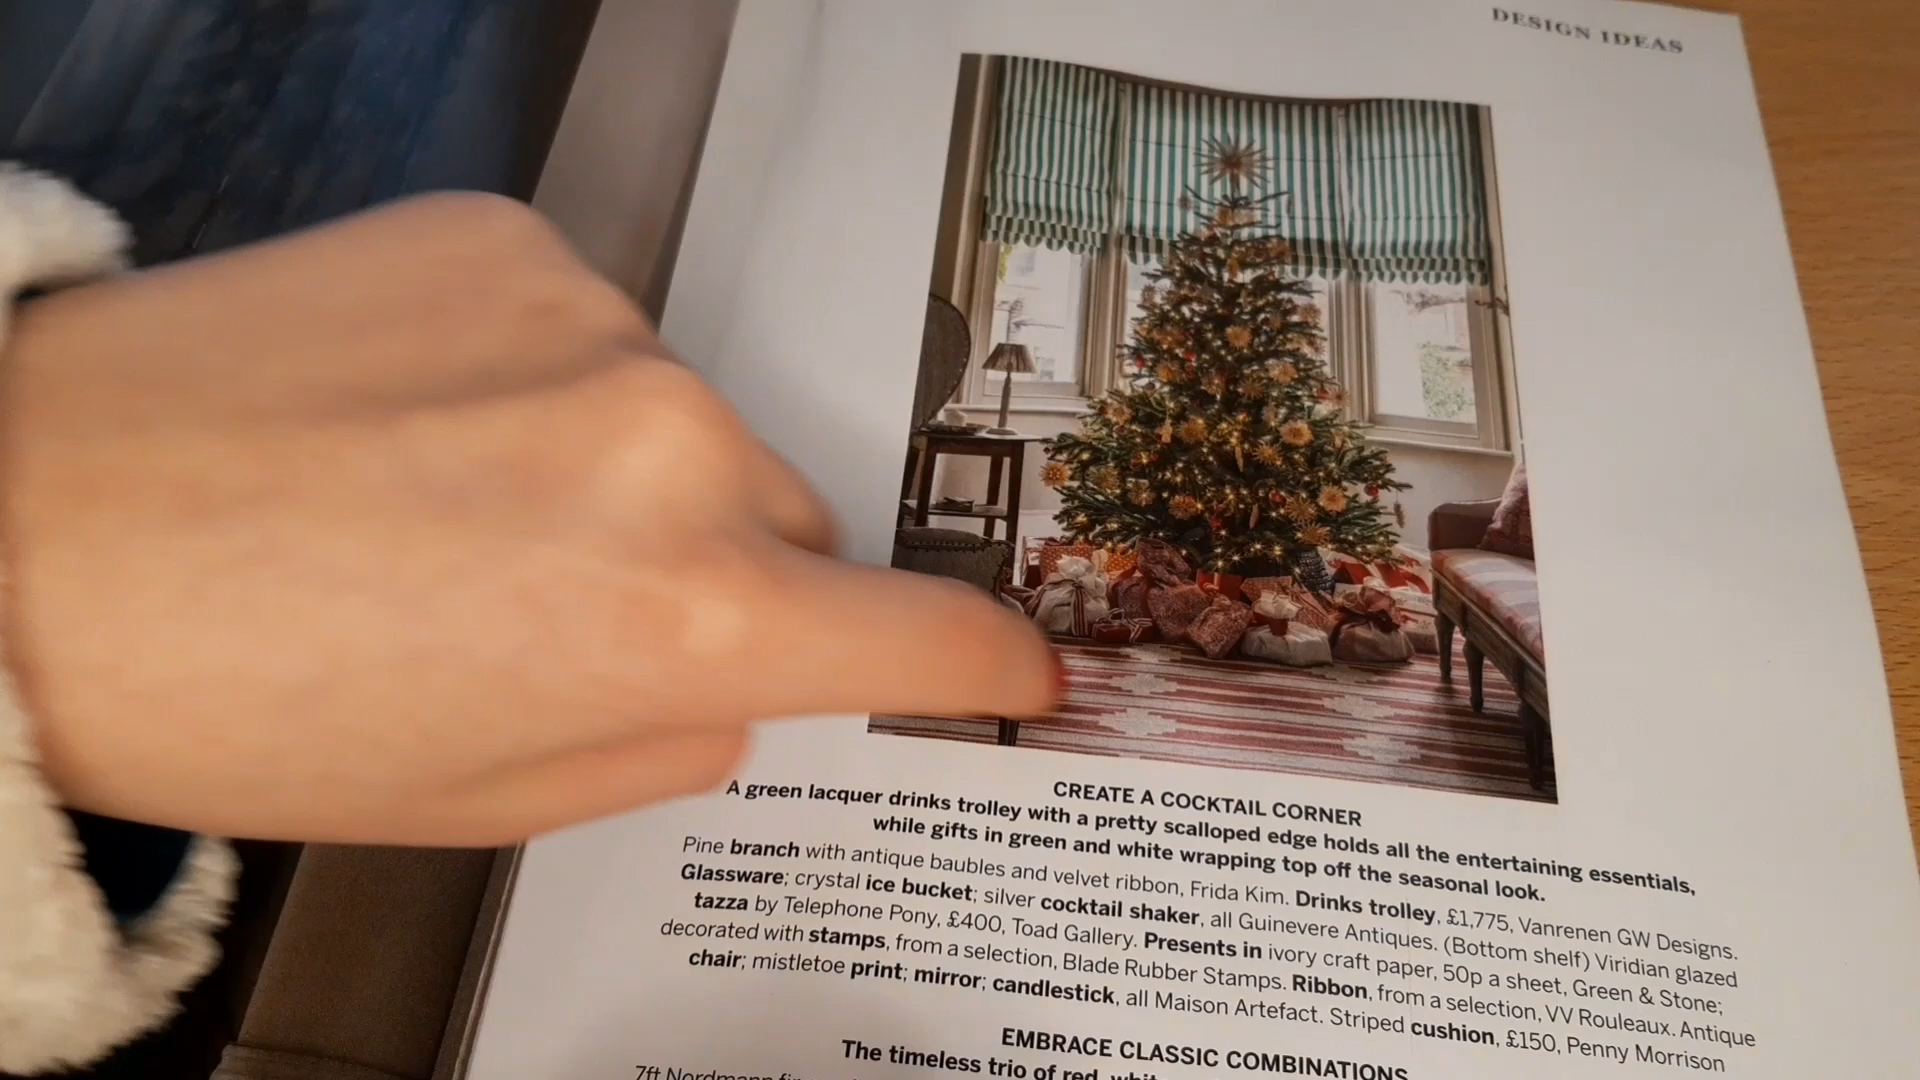 DESIGN IDEAS
CREATE A COCKTAIL CORNER
A green lacquer drinks trolley with a pretty scalloped edge holds all the entertaining essentials,
while gifts in green and white wrapping top off the seasonal look.
Pine branch with antique baubles and velvet ribbon, Frida Kim. Drinks trolley, £1,775, Vanrenen GW Designs.
Glassware; crystal ice bucket; silver cocktail shaker, all Guinevere Antiques. (Bottom shelf) Viridian glazed
tazza by Telephone Pony, £400, Toad Gallery. Presents in ivory craft paper, 50p a sheet, Green & Stone;
decorated with stamps, from a selection, Blade Rubber Stamps. Ribbon, from a selection, VV Rouleaux. Antique
chair; mistletoe print; mirror; candlestick, all Maison Artefact. Striped cushion, £150, Penny Morrison
EMBRACE CLASSIC COMBINATIONS
The timeless trio of red,
7ft Nordmann